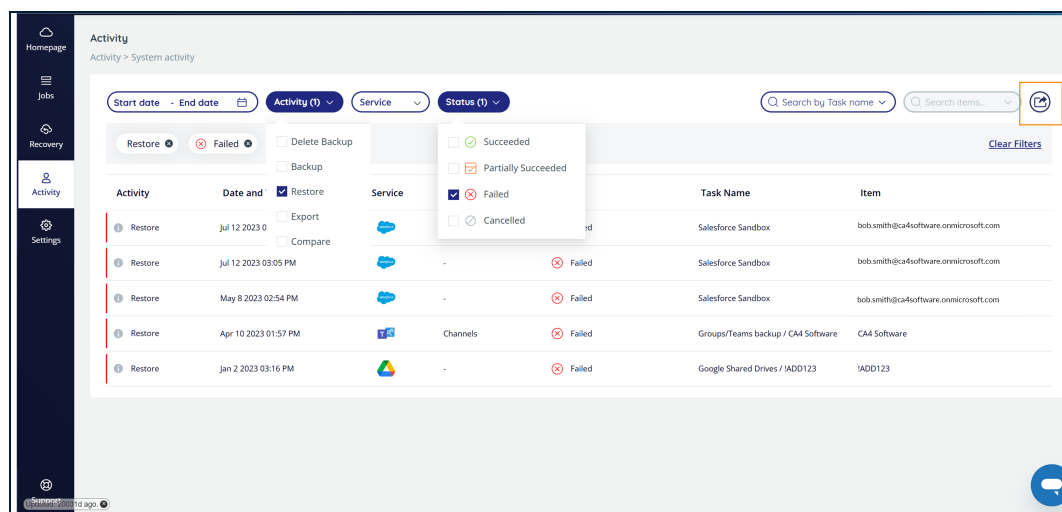 Homepage
Jobs
Recovery
Activity
Settings
Support
Activity
Activity > System activity
Start date - End date
Activity (1)
Service
Status (1)
Search by Task name
Search items...
Restore
Failed
Clear Filters
Delete Backup
Backup
Restore
Export
Compare
Succeeded
Partially Succeeded
Failed
Cancelled
Activity Date and Service Task Name Item
Restore Jul 12 2023 0 Salesforce Sandbox bob.smith@ca4software.onmicrosoft.com
Restore Jul 12 2023 03:05 PM - Failed Salesforce Sandbox bob.smith@ca4software.onmicrosoft.com
Restore May 8 2023 02:54 PM - Failed Salesforce Sandbox bob.smith@ca4software.onmicrosoft.com
Restore Apr 10 2023 01:57 PM Channels Failed Groups/Teams backup / CA4 Software CA4 Software
Restore Jan 2 2023 03:16 PM - Failed Google Shared Drives / !ADD123 !ADD123
Updated: 20031d ago.